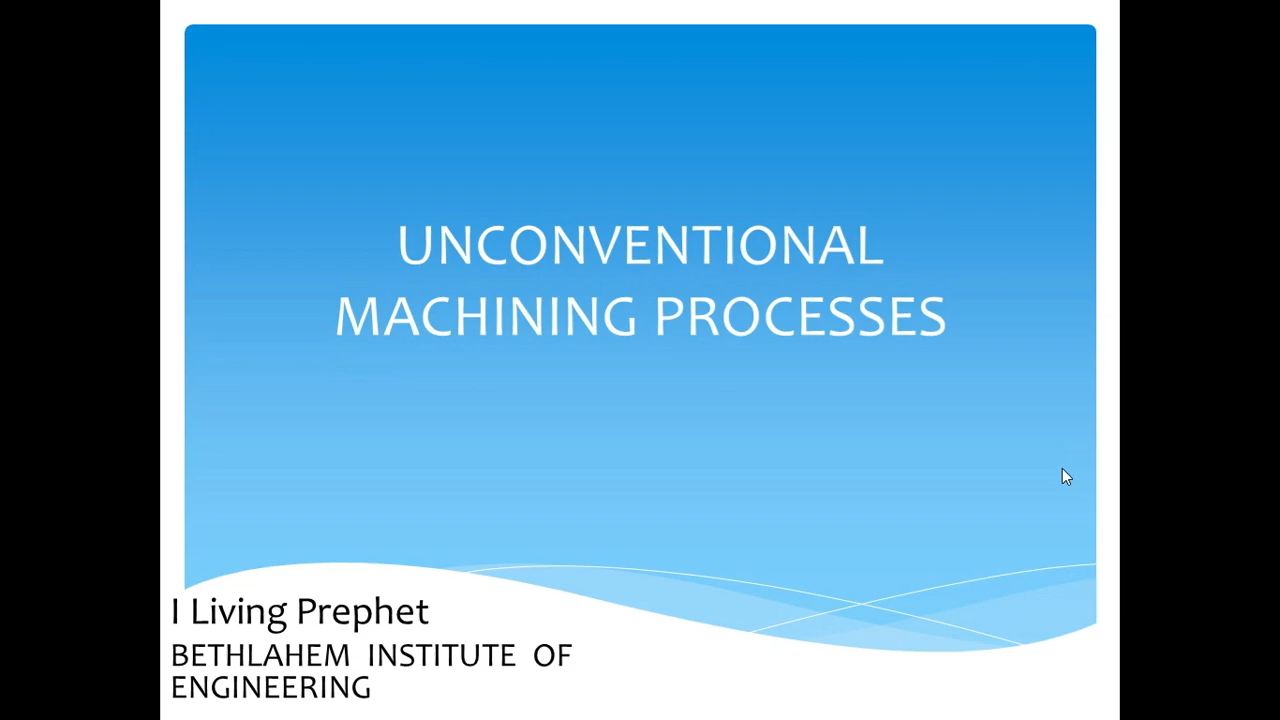 UNCONVENTIONAL
MACHINING PROCESSES
I Living Prephet
BETHLAHEM INSTITUTE OF
ENGINEERING